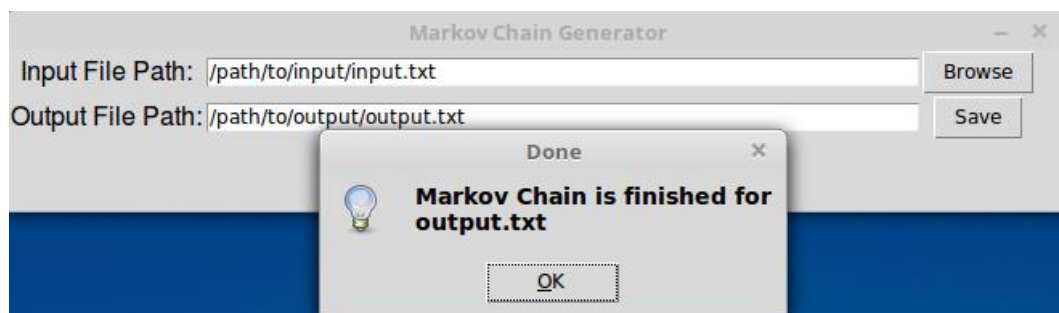 Markov Chain Generator
Input File Path: /path/to/input/input.txt Browse
Output File Path: /path/to/output/output.txt Save
Done
Markov Chain is finished for
output.txt
OK